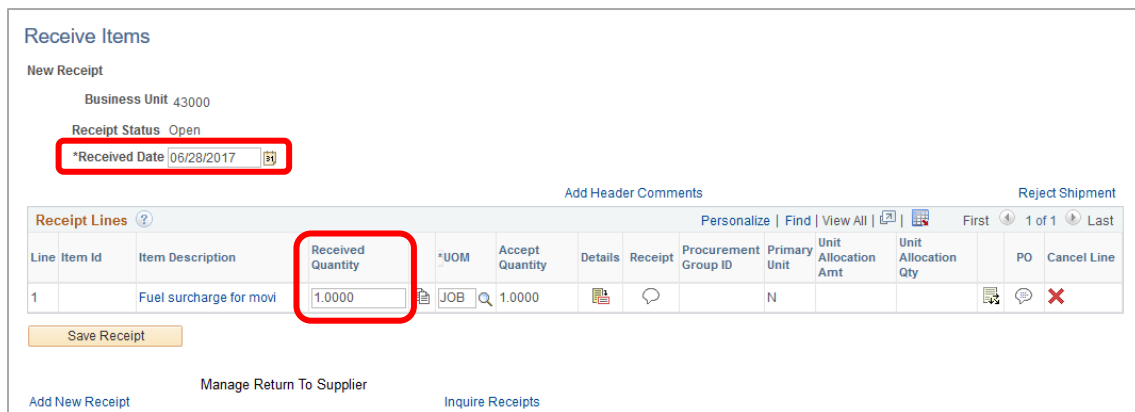 Receive Items
New Receipt
Business Unit 43000
Receipt Status Open
*Received Date 06/28/2017 31
Add Header Comments Reject Shipment
Receipt Lines ? Personalize | Find | View All | | First 1 of 1 Last
Line Item Id Item Description Received Quantity *UOM Accept Quantity Details Receipt Procurement Group ID Primary Unit Unit Allocation Amt Unit Allocation Qty PO Cancel Line
1 Fuel surcharge for movi 1.0000 JOB 1.0000 N
Save Receipt
Manage Return To Supplier
Add New Receipt Inquire Receipts